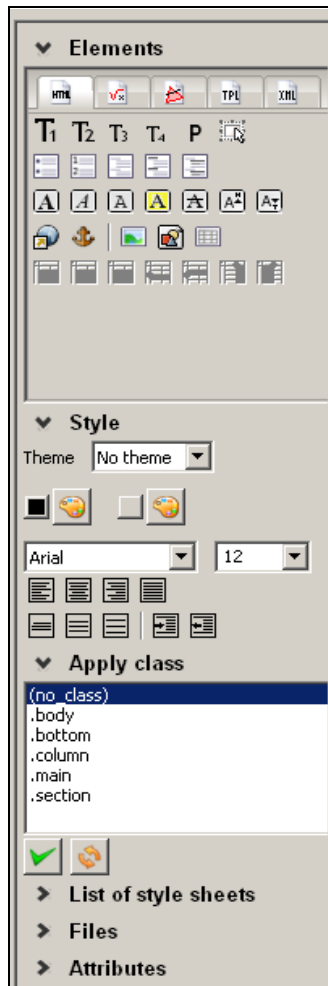 Elements
HTML √x TPL XML
T1 T2 T3 T4 P
A A A A A A A
Style
Theme No theme
Arial 12
Apply class
(no_class)
.body
.bottom
.column
.main
.section
List of style sheets
Files
Attributes